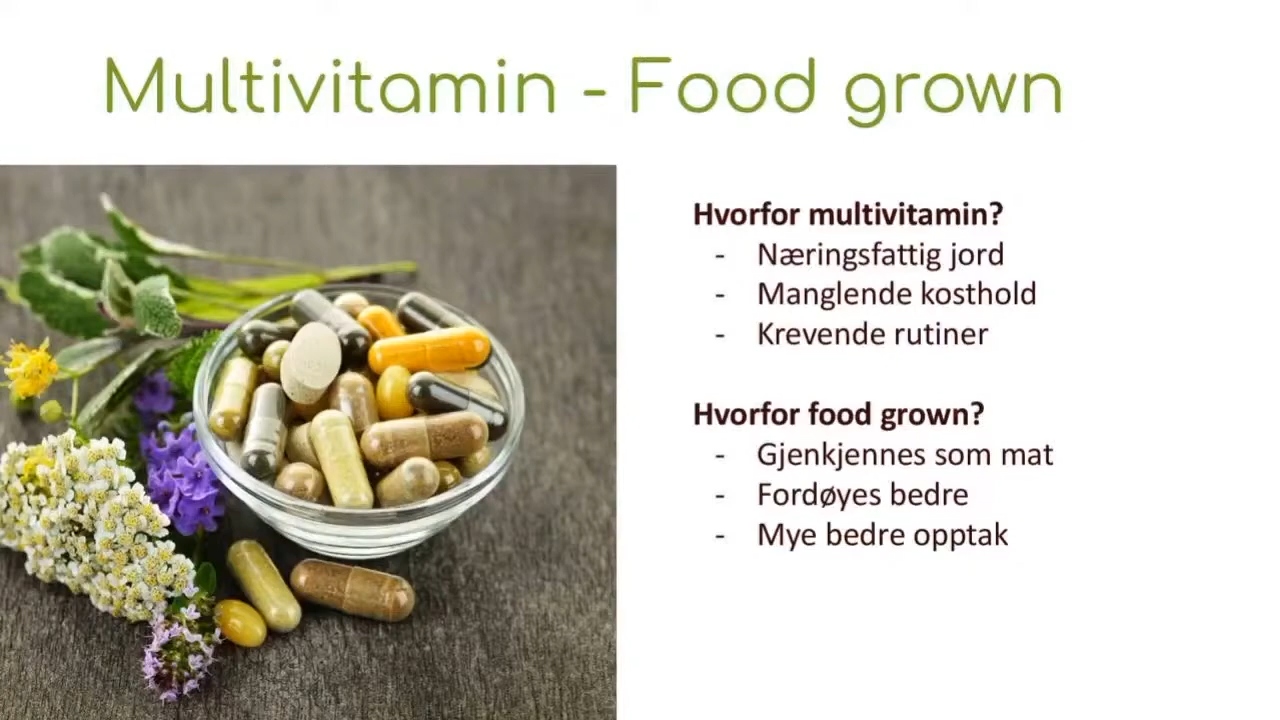 Multivitamin - Food grown
Hvorfor multivitamin?
- Næringsfattig jord
- Manglende kosthold
- Krevende rutiner
Hvorfor food grown?
- Gjenkjennes som mat
- Fordøyes bedre
- Mye bedre opptak